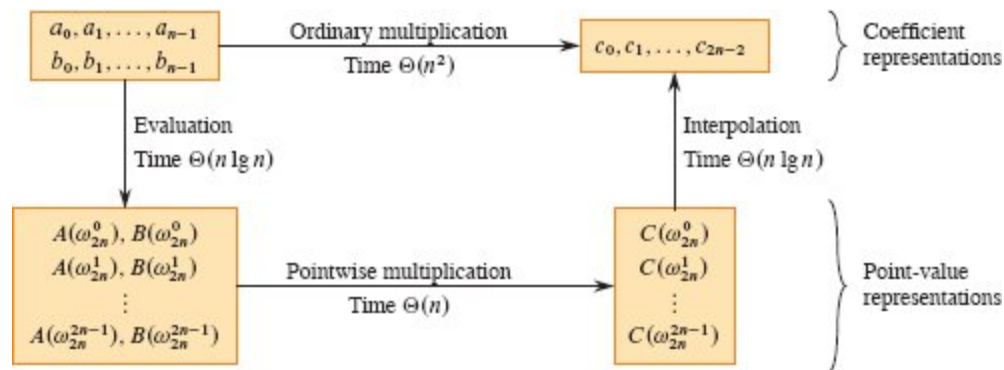 a₀, a₁, . . . , aₙ₋₁
b₀, b₁, . . . , bₙ₋₁
Ordinary multiplication
Time Θ(n²)
c₀, c₁, . . . , c₂ₙ₋₂
Coefficient
representations
Evaluation
Time Θ(n lg n)
Interpolation
Time Θ(n lg n)
A(ω₂ₙ⁰), B(ω₂ₙ⁰)
A(ω₂ₙ¹), B(ω₂ₙ¹)
⋮
A(ω₂ₙ²ⁿ⁻¹), B(ω₂ₙ²ⁿ⁻¹)
Pointwise multiplication
Time Θ(n)
C(ω₂ₙ⁰)
C(ω₂ₙ¹)
⋮
C(ω₂ₙ²ⁿ⁻¹)
Point-value
representations